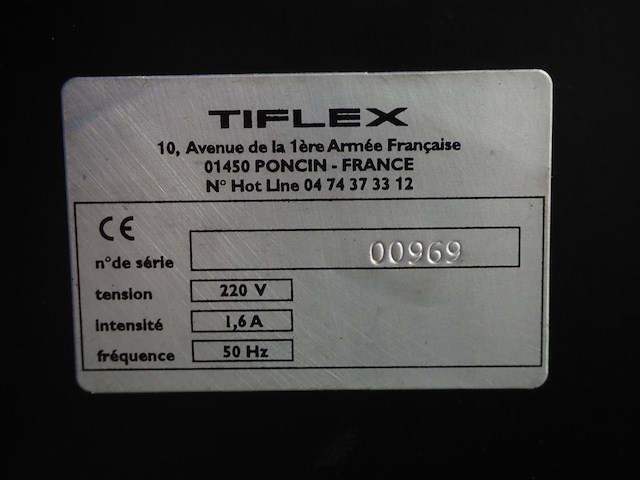 TIFLEX
10, Avenue de la 1ère Armée Française
01450 PONCIN - FRANCE
N° Hot Line 04 74 37 33 12
CE
n°de série 00969
tension 220 V
intensité 1,6 A
fréquence 50 Hz